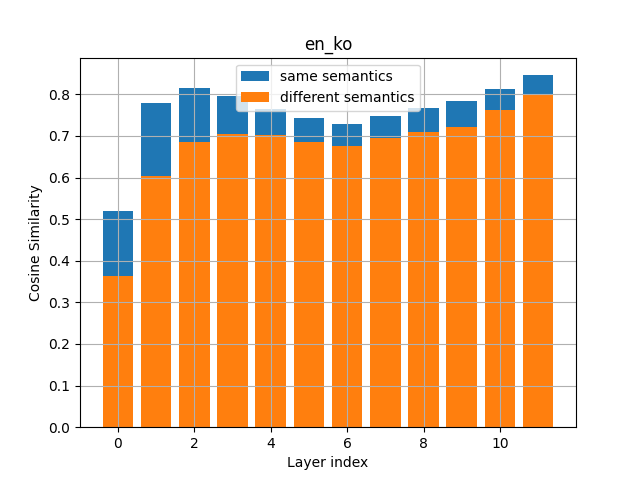 en_ko
same semantics
different semantics
Cosine Similarity
0.8
0.7
0.6
0.5
0.4
0.3
0.2
0.1
0.0
0 2 4 6 8 10
Layer index